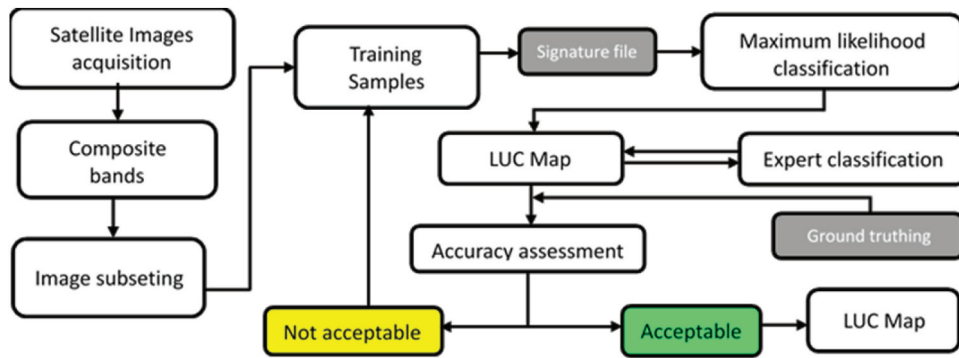 Satellite Images
acquisition
Composite
bands
Image subseting
Training
Samples
Signature file
Maximum likelihood
classification
LUC Map
Expert classification
Ground truthing
Accuracy assessment
Not acceptable
Acceptable
LUC Map